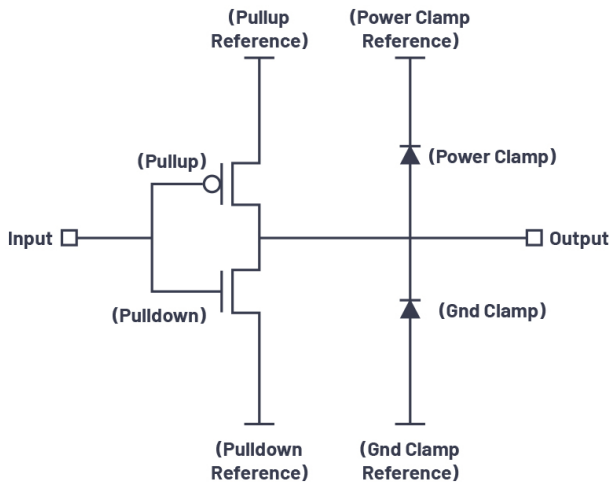 (Pullup
Reference)
(Power Clamp
Reference)
(Pullup)
(Power Clamp)
Input
Output
(Pulldown)
(Gnd Clamp)
(Pulldown
Reference)
(Gnd Clamp
Reference)